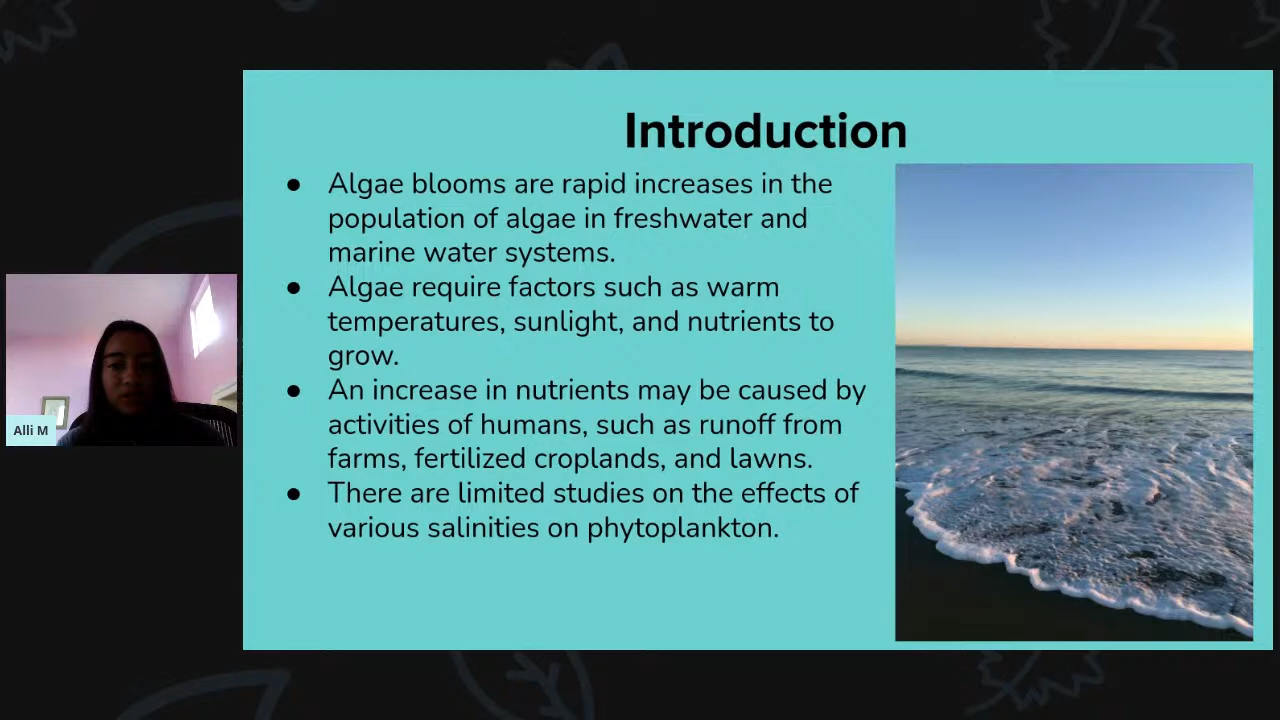 Introduction
● Algae blooms are rapid increases in the
population of algae in freshwater and
marine water systems.
● Algae require factors such as warm
temperatures, sunlight, and nutrients to
grow.
● An increase in nutrients may be caused by
activities of humans, such as runoff from
farms, fertilized croplands, and lawns.
● There are limited studies on the effects of
various salinities on phytoplankton.
Alli M